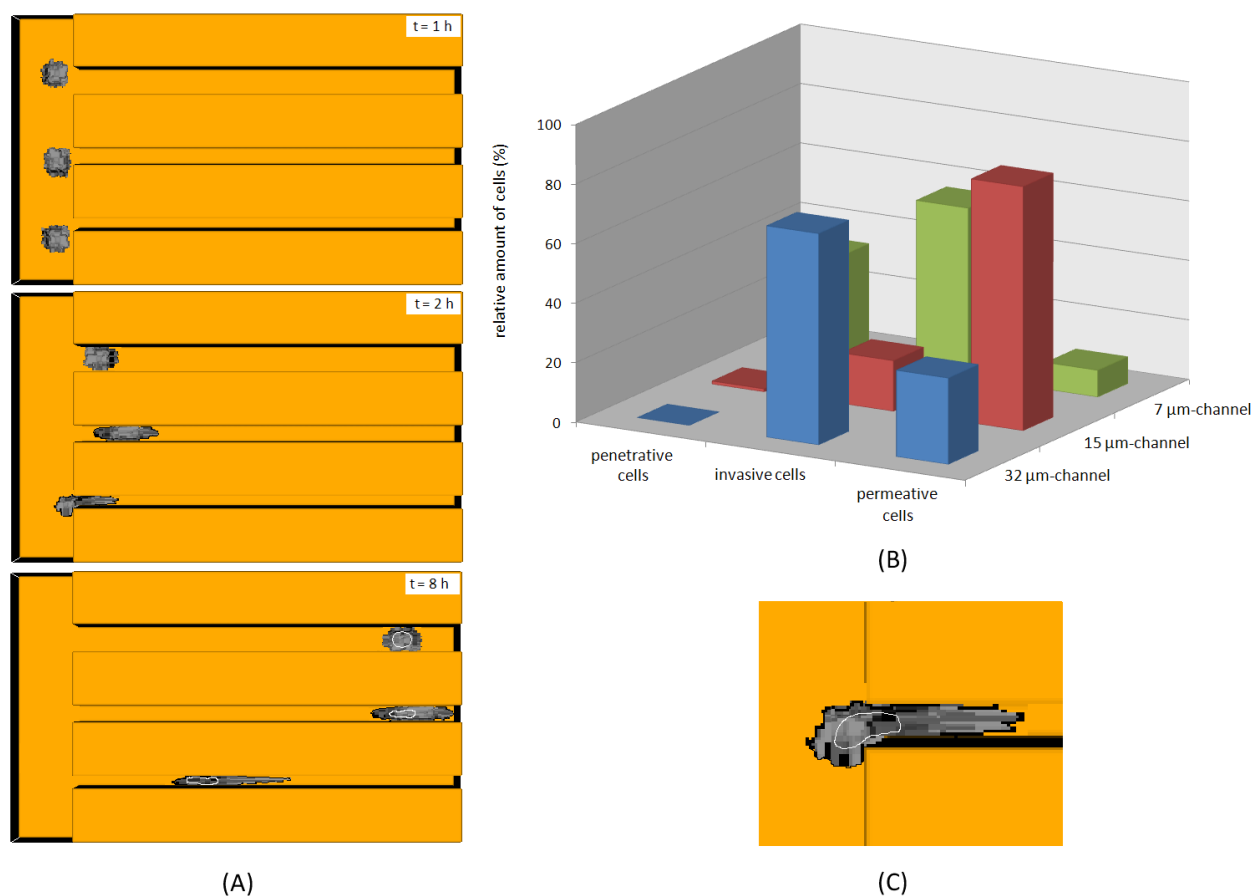 t = 1 h
t = 2 h
t = 8 h
(A)
relative amount of cells (%)
100
80
60
40
20
0
penetrative
cells
invasive cells
permeative
cells
7 µm-channel
15 µm-channel
32 µm-channel
(B)
(C)